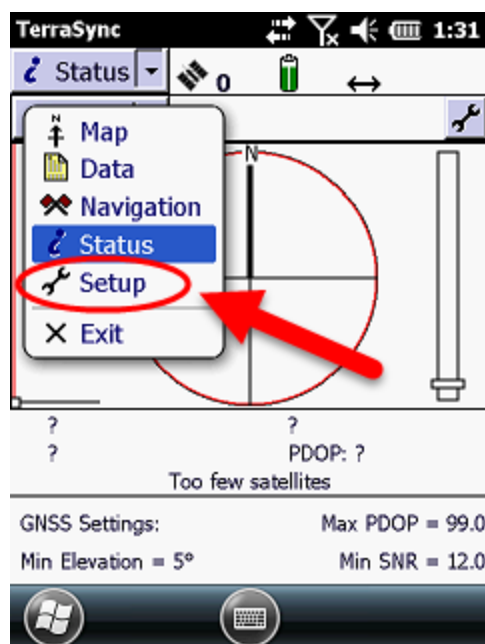 TerraSync 1:31
Status 0
Map
Data
Navigation
Status
Setup
Exit
N
? ?
? PDOP: ?
Too few satellites
GNSS Settings: Max PDOP = 99.0
Min Elevation = 5° Min SNR = 12.0